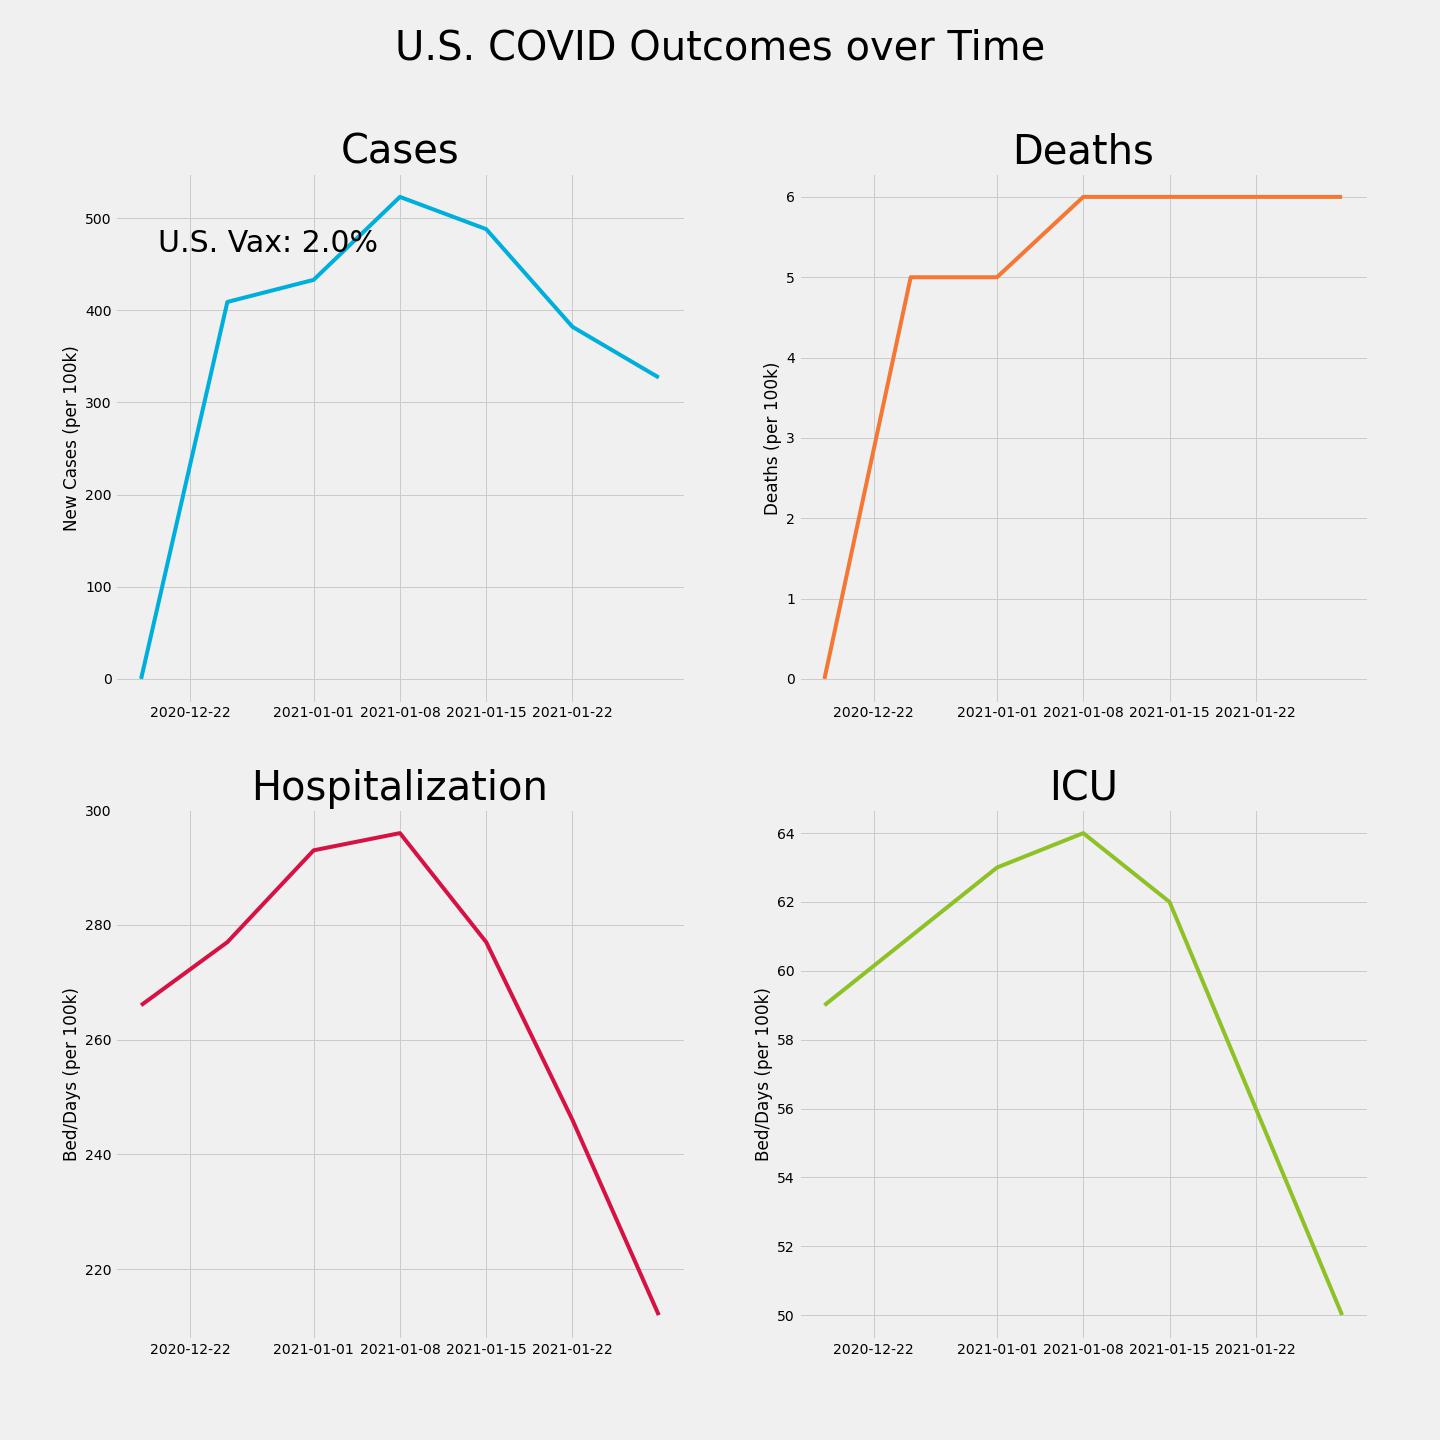 U.S. COVID Outcomes over Time
Cases
U.S. Vax: 2.0%
New Cases (per 100k)
500
400
300
200
100
0
2020-12-22 2021-01-01 2021-01-08 2021-01-15 2021-01-22
Deaths
Deaths (per 100k)
6
5
4
3
2
1
0
2020-12-22 2021-01-01 2021-01-08 2021-01-15 2021-01-22
Hospitalization
Bed/Days (per 100k)
300
280
260
240
220
2020-12-22 2021-01-01 2021-01-08 2021-01-15 2021-01-22
ICU
Bed/Days (per 100k)
64
62
60
58
56
54
52
50
2020-12-22 2021-01-01 2021-01-08 2021-01-15 2021-01-22